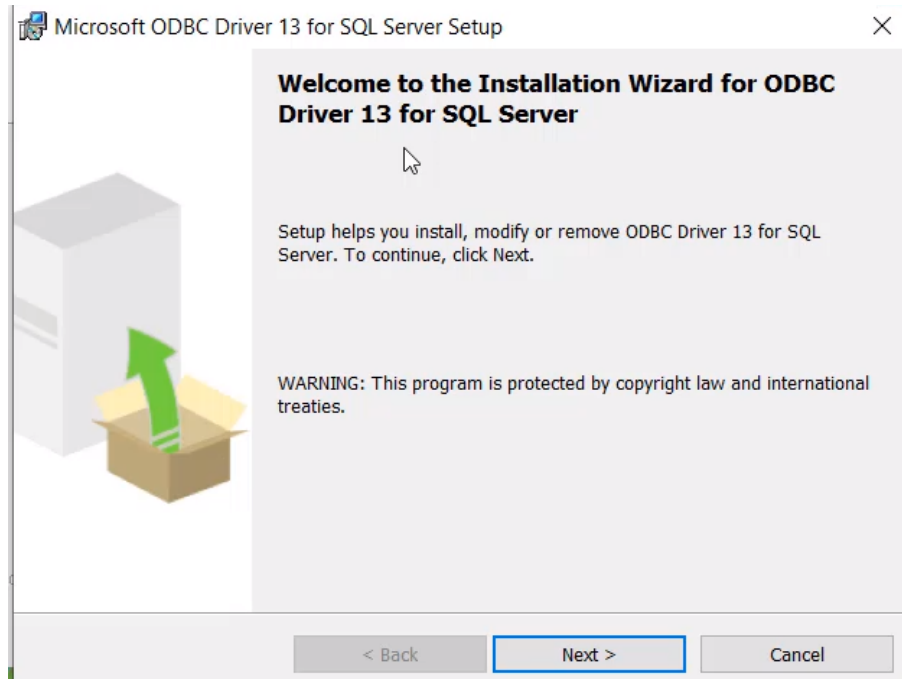 Microsoft ODBC Driver 13 for SQL Server Setup
Welcome to the Installation Wizard for ODBC
Driver 13 for SQL Server
Setup helps you install, modify or remove ODBC Driver 13 for SQL
Server. To continue, click Next.
WARNING: This program is protected by copyright law and international
treaties.
< Back
Next >
Cancel